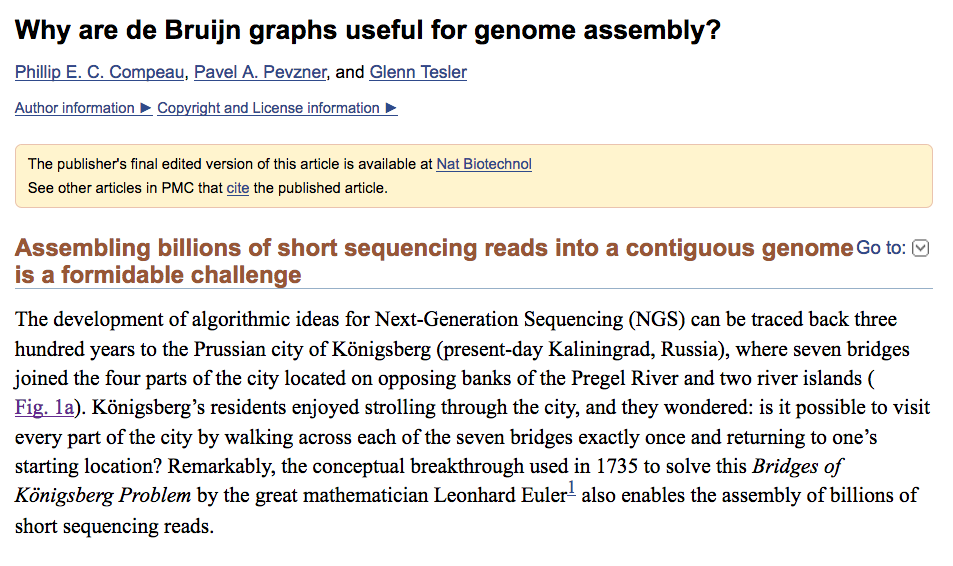 Why are de Bruijn graphs useful for genome assembly?
Phillip E. C. Compeau, Pavel A. Pevzner, and Glenn Tesler
Author information ► Copyright and License information ►
The publisher's final edited version of this article is available at Nat Biotechnol
See other articles in PMC that cite the published article.
Assembling billions of short sequencing reads into a contiguous genome Go to:
is a formidable challenge
The development of algorithmic ideas for Next-Generation Sequencing (NGS) can be traced back three
hundred years to the Prussian city of Königsberg (present-day Kaliningrad, Russia), where seven bridges
joined the four parts of the city located on opposing banks of the Pregel River and two river islands (
Fig. 1a). Königsberg’s residents enjoyed strolling through the city, and they wondered: is it possible to visit
every part of the city by walking across each of the seven bridges exactly once and returning to one’s
starting location? Remarkably, the conceptual breakthrough used in 1735 to solve this Bridges of
Königsberg Problem by the great mathematician Leonhard Euler1 also enables the assembly of billions of
short sequencing reads.